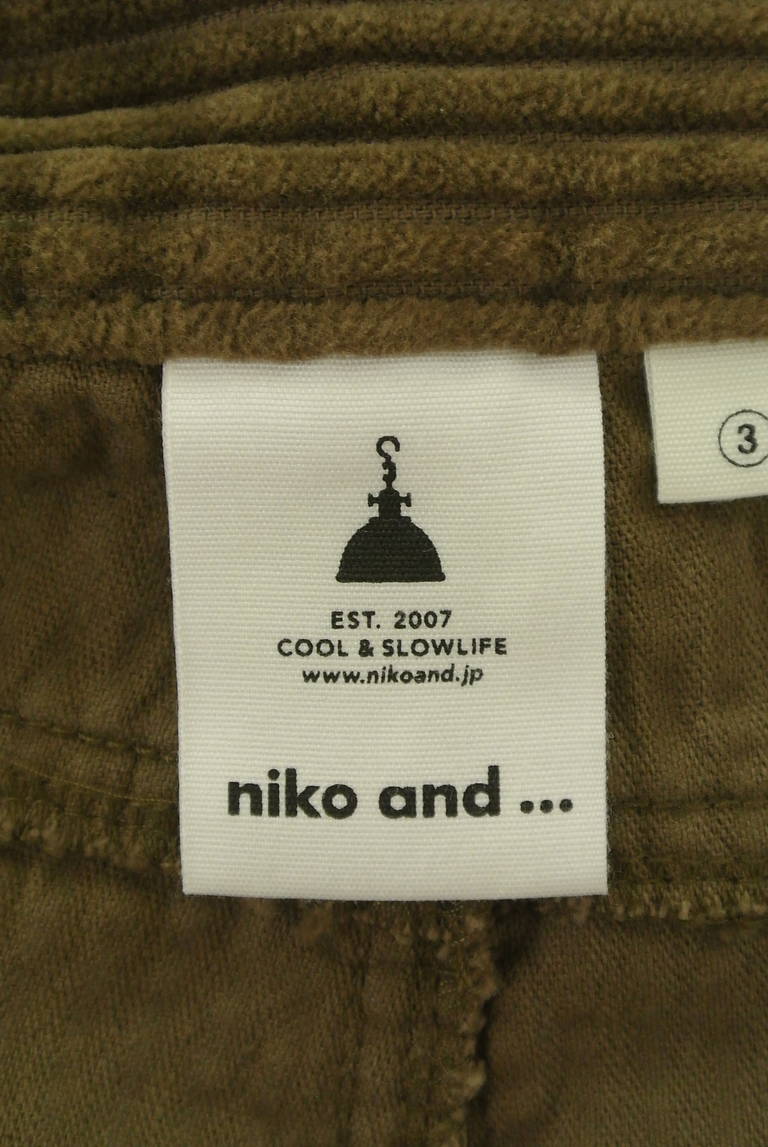 ③
EST. 2007
COOL & SLOWLIFE
www.nikoand.jp
niko and ...